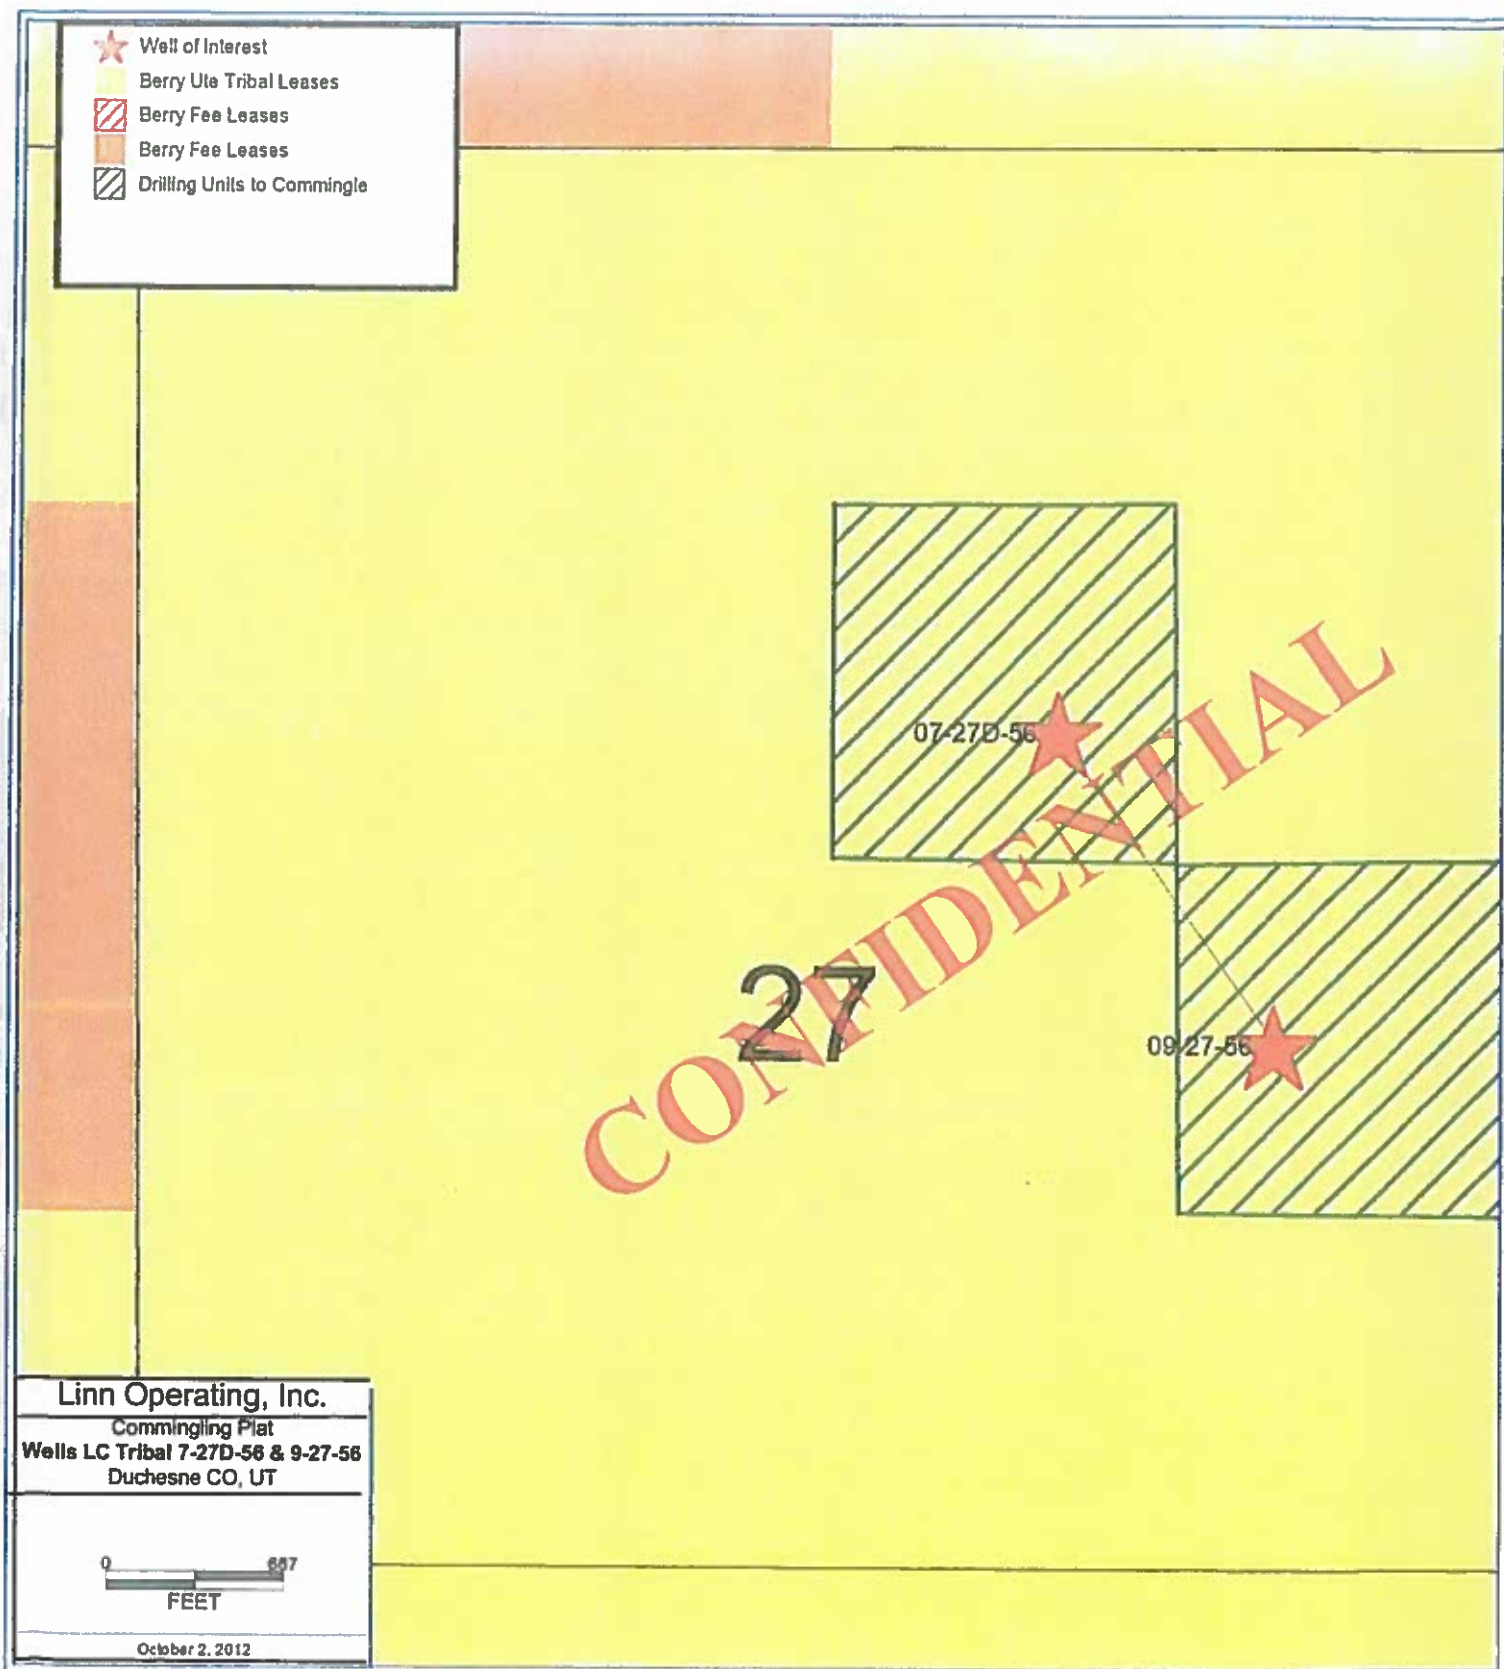 Well of Interest
Berry Ute Tribal Leases
Berry Fee Leases
Berry Fee Leases
Drilling Units to Commingle
07-27D-56
CONFIDENTIAL
27
09-27-56
Linn Operating, Inc.
Commingling Plat
Wells LC Tribal 7-27D-56 & 9-27-56
Duchesne CO, UT
0 667
FEET
October 2, 2012